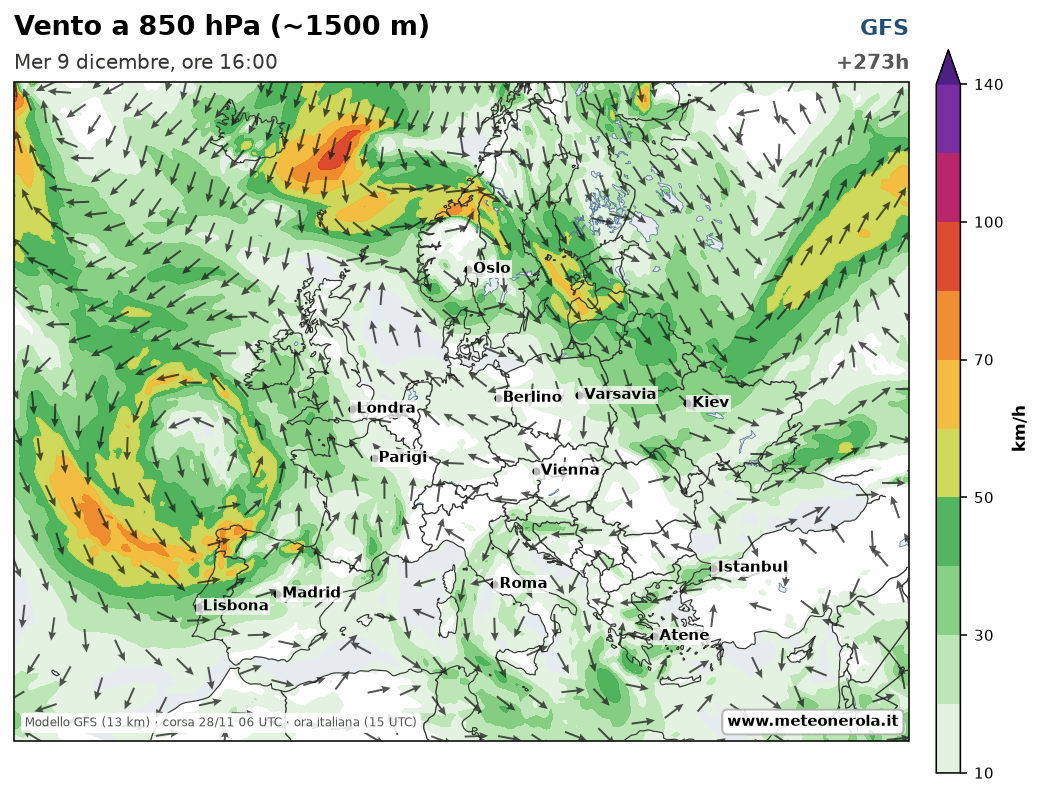 Vento a 850 hPa (~1500 m)
GFS
Mer 9 dicembre, ore 16:00
+273h
140
100
70
50
30
10
km/h
Oslo
Berlino
Varsavia
Kiev
Londra
Parigi
Vienna
Istanbul
Roma
Madrid
Lisbona
Atene
Modello GFS (13 km) · corsa 28/11 06 UTC · ora italiana (15 UTC)
www.meteonerola.it